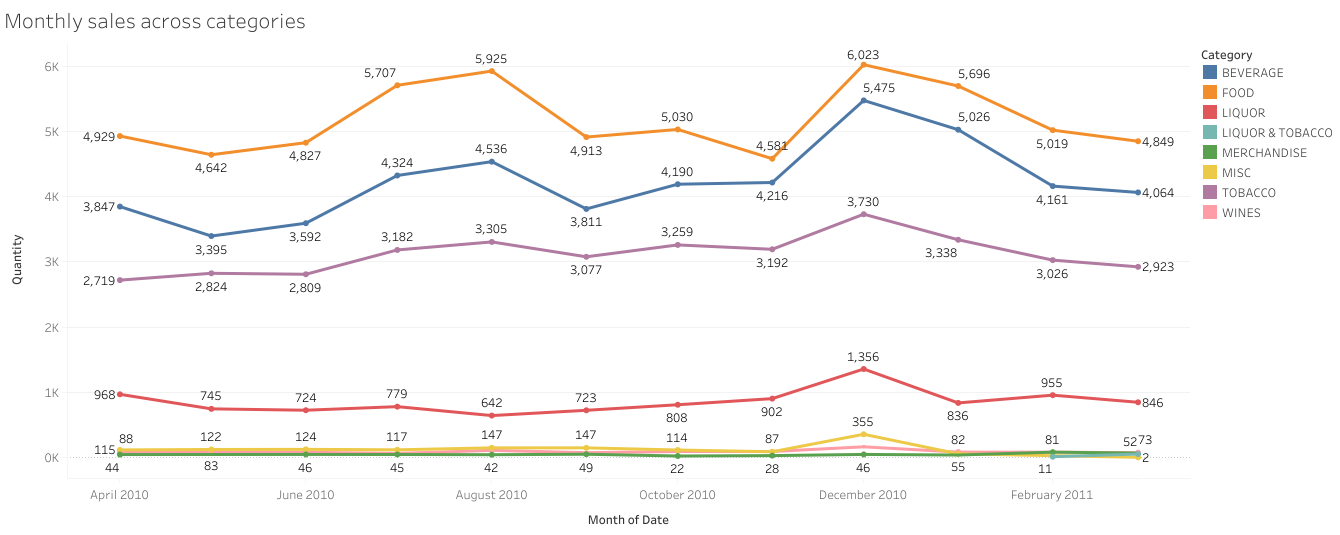 Monthly sales across categories
Category
BEVERAGE
FOOD
LIQUOR
LIQUOR & TOBACCO
MERCHANDISE
MISC
TOBACCO
WINES
Quantity
6K
5K
4K
3K
2K
1K
0K
4,929
4,642
4,827
5,707
5,925
4,913
5,030
4,581
6,023
5,696
5,019
4,849
3,847
3,395
3,592
4,324
4,536
3,811
4,190
4,216
5,475
5,026
4,161
4,064
2,719
2,824
2,809
3,182
3,305
3,077
3,259
3,192
3,730
3,338
3,026
2,923
968
745
724
779
642
723
808
902
1,356
836
955
846
115
88
122
124
117
147
147
114
87
355
82
81
52
73
2
44
83
46
45
42
49
22
28
46
55
11
April 2010
June 2010
August 2010
October 2010
December 2010
February 2011
Month of Date